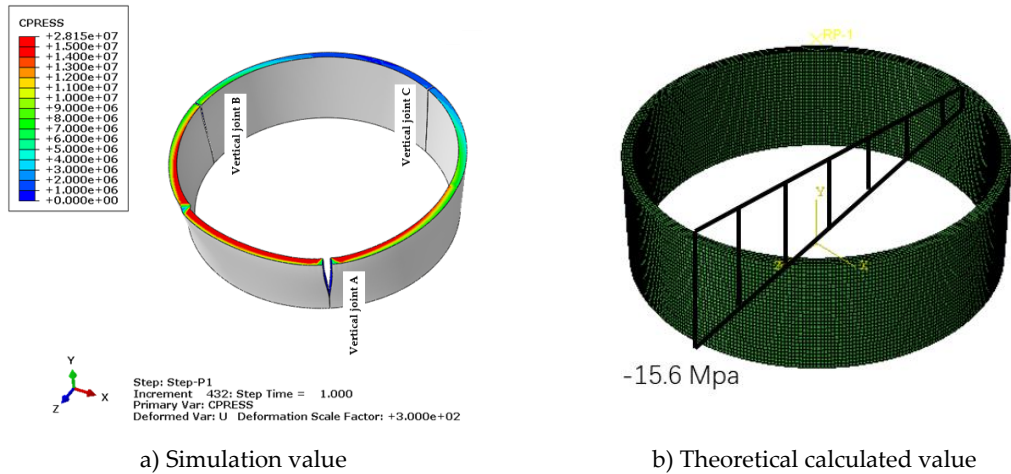 CPRESS
+2.815e+07
+1.500e+07
+1.400e+07
+1.300e+07
+1.200e+07
+1.100e+07
+1.000e+07
+9.000e+06
+8.000e+06
+7.000e+06
+6.000e+06
+5.000e+06
+4.000e+06
+3.000e+06
+2.000e+06
+1.000e+06
+0.000e+00
Vertical joint B
Vertical joint C
Vertical joint A
Y
Z
X
Step: Step-P1
Increment 432: Step Time = 1.000
Primary Var: CPRESS
Deformed Var: U Deformation Scale Factor: +3.000e+02
a) Simulation value
RP-1
Y
Z
X
-15.6 Mpa
b) Theoretical calculated value